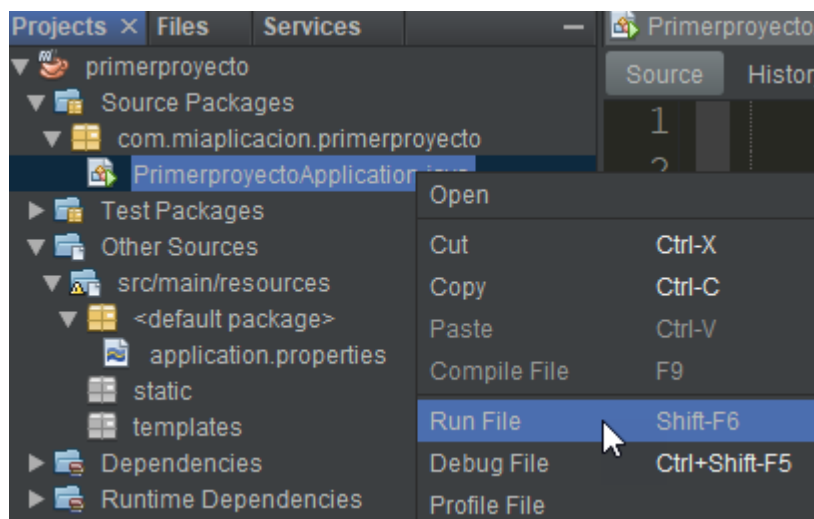 Projects × Files Services
primerproyecto
Source Packages
com.miaplicacion.primerproyecto
PrimerproyectoApplication.java
Test Packages
Other Sources
src/main/resources
<default package>
application.properties
static
templates
Dependencies
Runtime Dependencies
Primerproyecto
Source Histor
1
2
Open
Cut Ctrl-X
Copy Ctrl-C
Paste Ctrl-V
Compile File F9
Run File Shift-F6
Debug File Ctrl+Shift-F5
Profile File